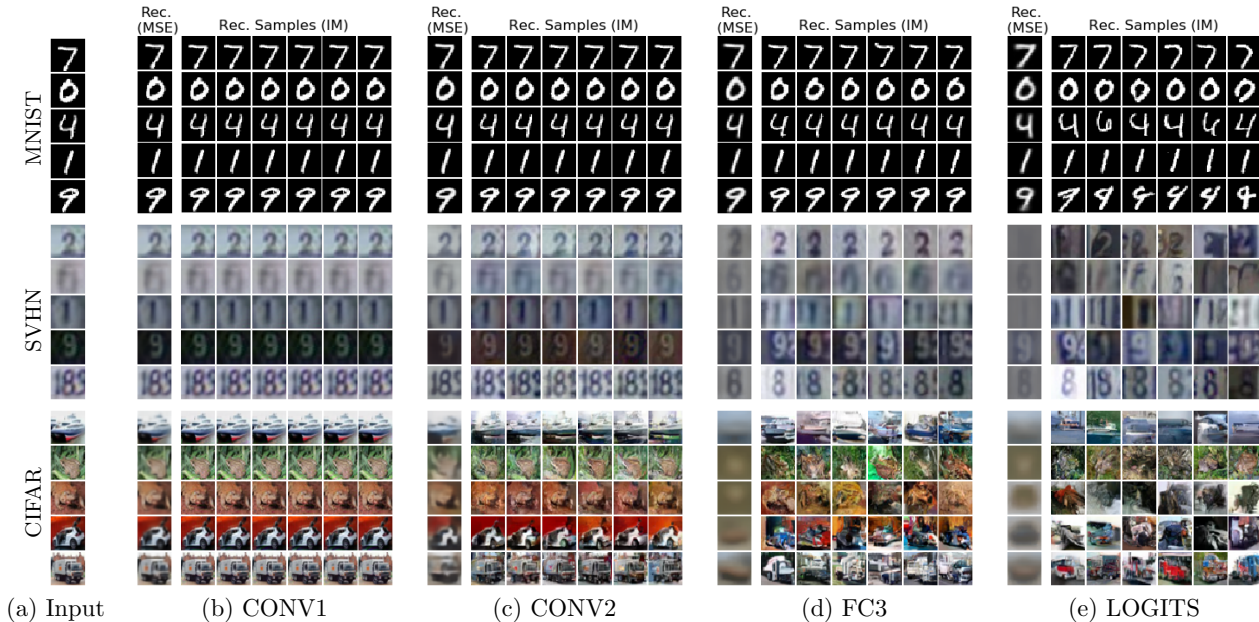 Rec. (MSE) Rec. Samples (IM) Rec. (MSE) Rec. Samples (IM) Rec. (MSE) Rec. Samples (IM) Rec. (MSE) Rec. Samples (IM)
MNIST
SVHN
CIFAR
(a) Input (b) CONV1 (c) CONV2 (d) FC3 (e) LOGITS